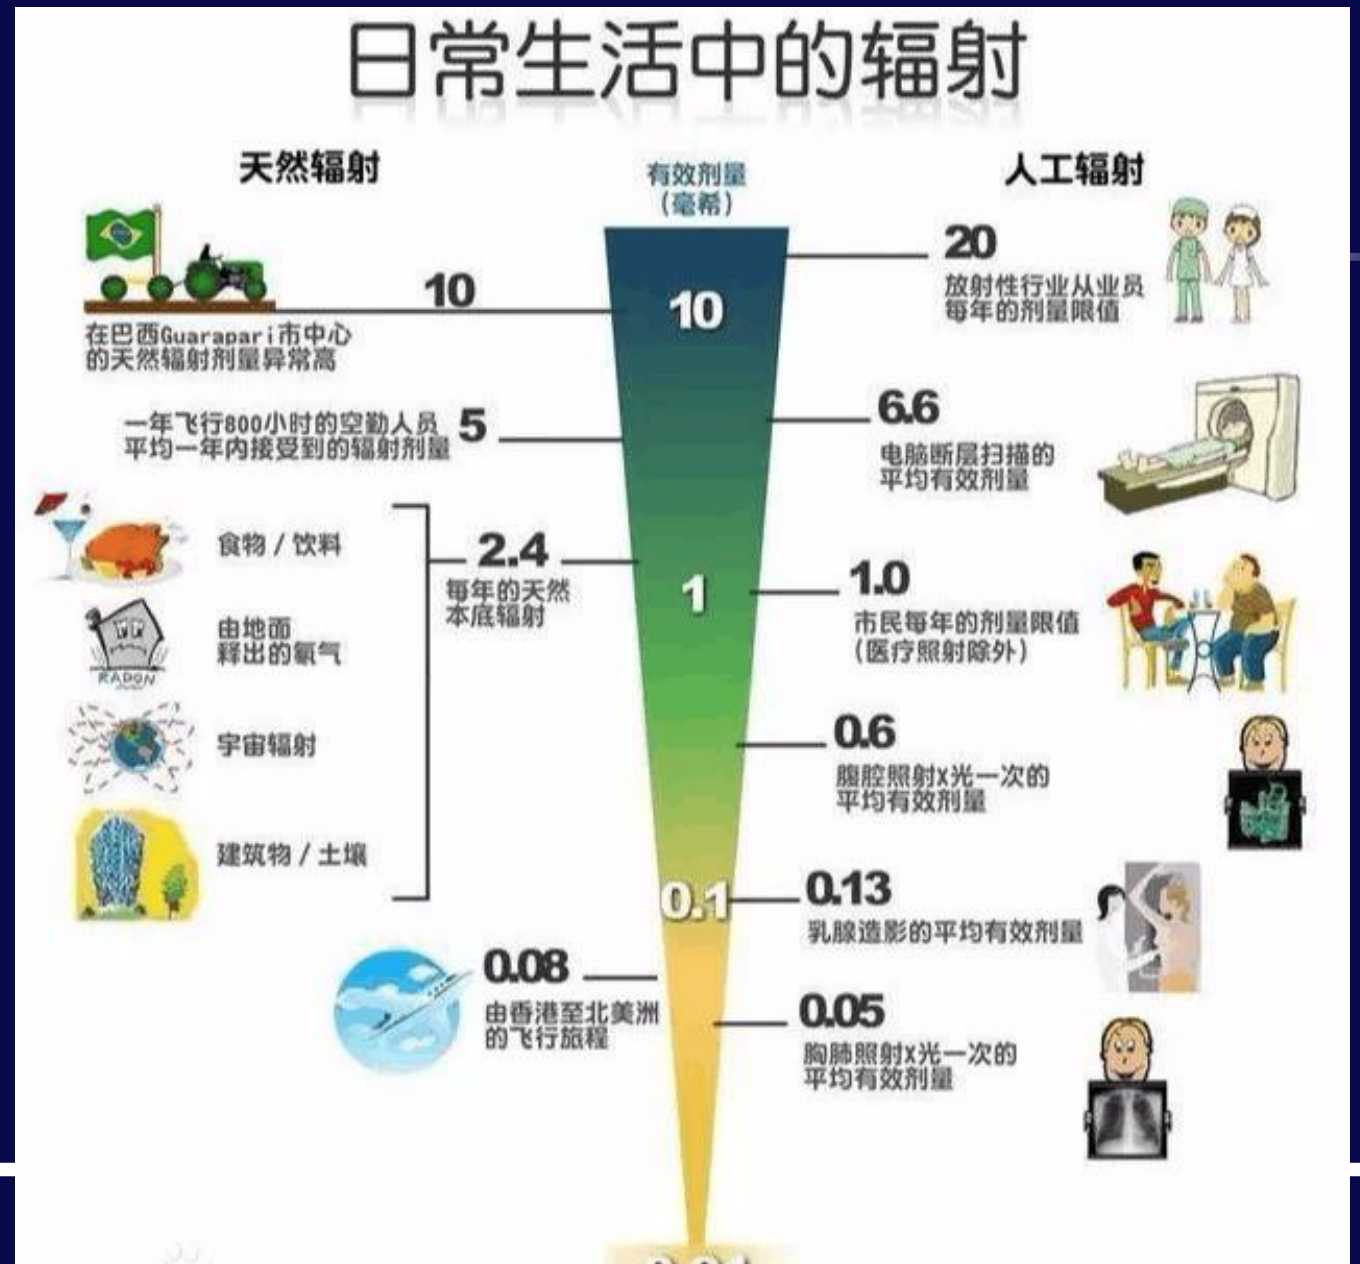 日常生活中的辐射
天然辐射
有效剂量
(毫希)
人工辐射
10
在巴西Guarapari市中心
的天然辐射剂量异常高
一年飞行800小时的空勤人员
平均一年内接受到的辐射剂量
5
食物 / 饮料
由地面
释出的氡气
RADON
宇宙辐射
建筑物 / 土壤
2.4
每年的天然
本底辐射
0.08
由香港至北美洲
的飞行旅程
10
1
0.1
20
放射性行业从业员
每年的剂量限值
6.6
电脑断层扫描的
平均有效剂量
1.0
市民每年的剂量限值
(医疗照射除外)
0.6
腹腔照射X光一次的
平均有效剂量
0.13
乳腺造影的平均有效剂量
0.05
胸肺照射X光一次的
平均有效剂量